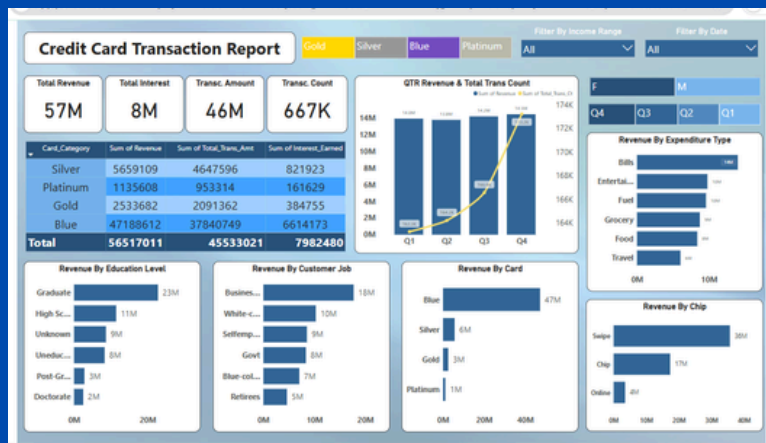 Credit Card Transaction Report
Gold Silver Blue Platinum
Filter By Income Range
All
Filter By Date
All
Total Revenue
57M
Total Interest
8M
Transc. Amount
46M
Transc. Count
667K
QTR Revenue & Total Trans Count
Sum of Revenue Sum of Total_Trans_Ct
14M
12M
10M
8M
6M
4M
2M
0M
174K
172K
170K
168K
166K
164K
Q1 Q2 Q3 Q4
F M
Q4 Q3 Q2 Q1
Card_Category Sum of Revenue Sum of Total_Trans_Amt Sum of Interest_Earned
Silver 5659109 4647596 821923
Platinum 1135608 953314 161629
Gold 2533682 2091362 384755
Blue 47188612 37840749 6614173
Total 56517011 45533021 7982480
Revenue By Expenditure Type
Bills 14M
Entertai...
Fuel
Grocery
Food
Travel
0M 10M
Revenue By Education Level
Graduate 23M
High Sc... 11M
Unknown 9M
Uneduc... 8M
Post-Gr... 3M
Doctorate 2M
0M 20M
Revenue By Customer Job
Busines... 18M
White-c... 10M
Selfemp... 9M
Govt 8M
Blue-col... 7M
Retirees 5M
0M 10M 20M
Revenue By Card
Blue 47M
Silver 6M
Gold 3M
Platinum 1M
0M 20M 40M
Revenue By Chip
Swipe 36M
Chip 17M
Online 4M
0M 10M 20M 30M 40M